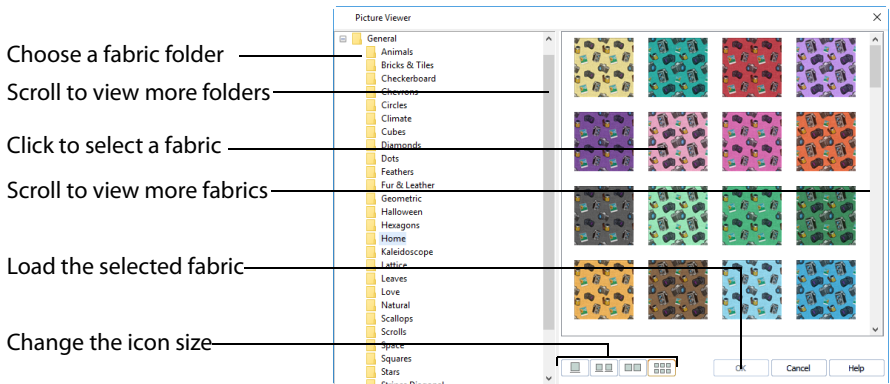 Picture Viewer
General
Animals
Bricks & Tiles
Checkerboard
Chevrons
Circles
Climate
Cubes
Diamonds
Dots
Feathers
Fur & Leather
Geometric
Halloween
Hexagons
Home
Kaleidoscope
Lattice
Leaves
Love
Natural
Scallops
Scrolls
Space
Squares
Stars
Choose a fabric folder
Scroll to view more folders
Click to select a fabric
Scroll to view more fabrics
Load the selected fabric
Change the icon size
OK
Cancel
Help